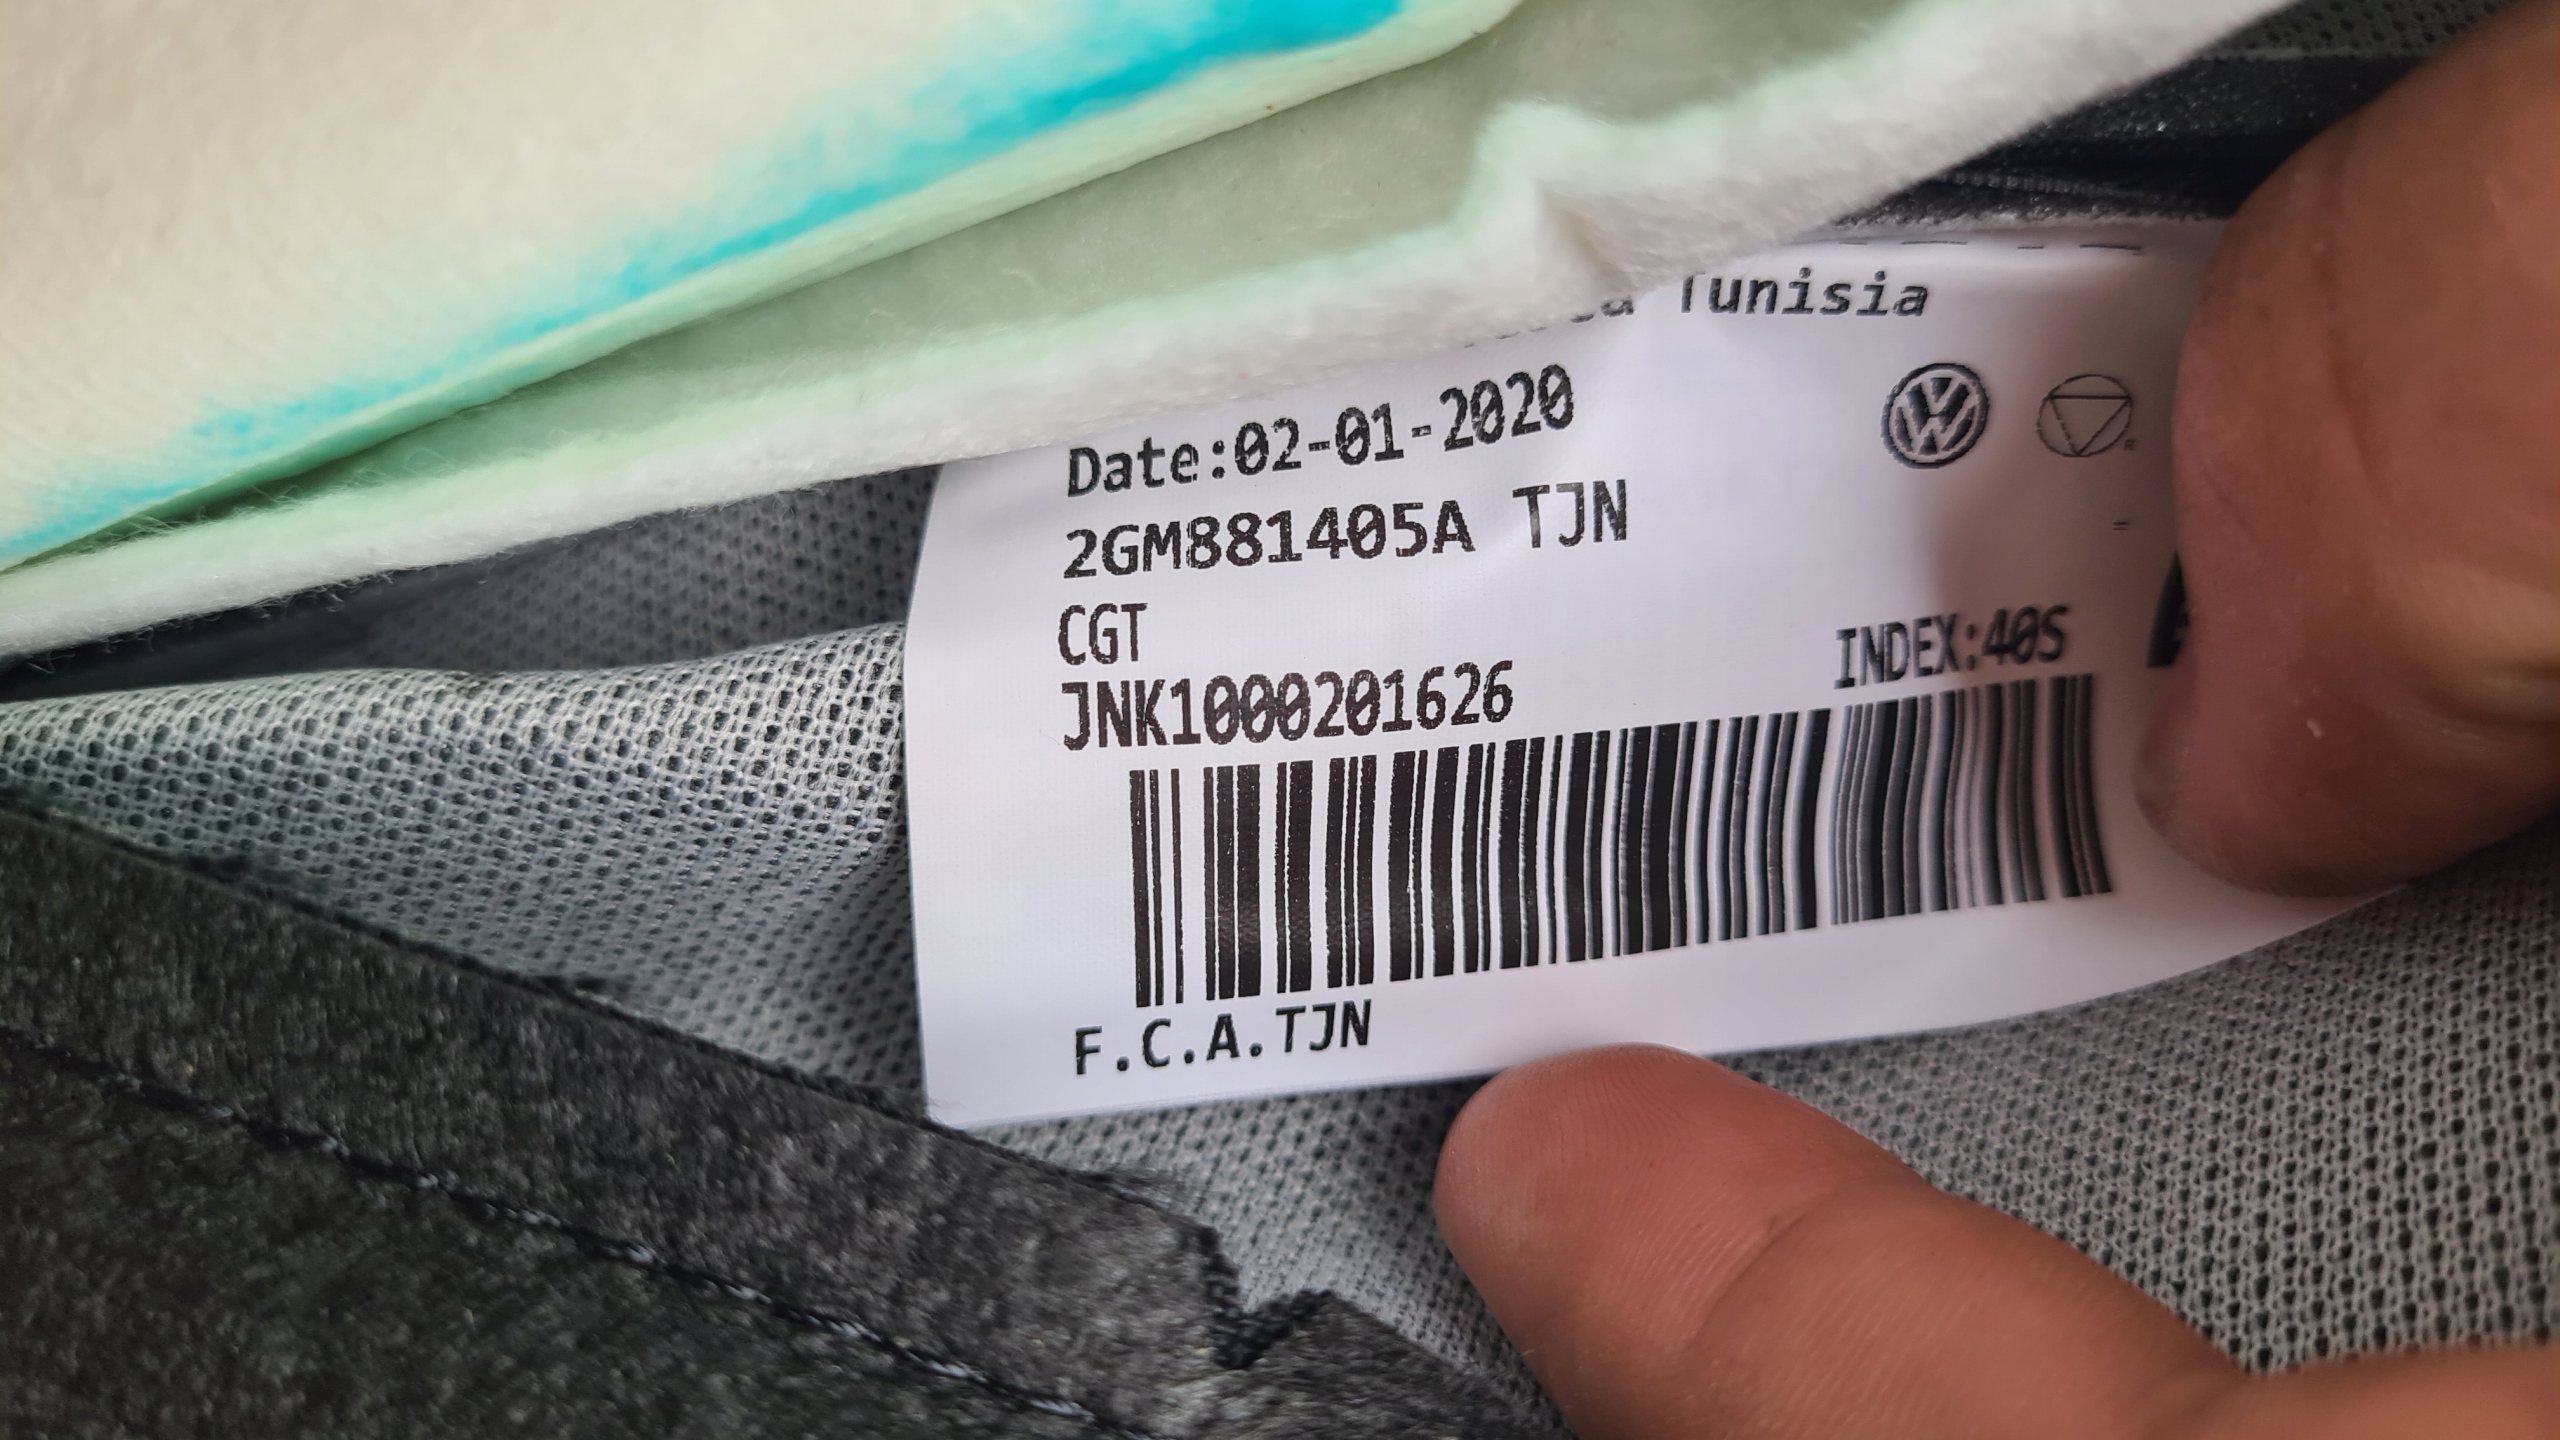 Tunisia
Date:02-01-2020
2GM881405A TJN
CGT
INDEX:40S
JNK1000201626
F.C.A.TJN